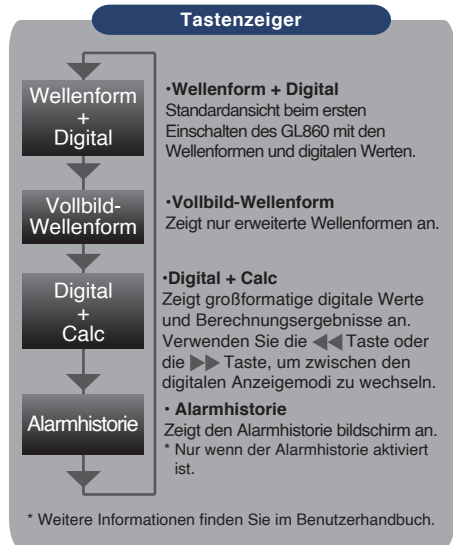 Tastenzeiger
Wellenform
+
Digital
·Wellenform + Digital
Standardansicht beim ersten
Einschalten des GL860 mit den
Wellenformen und digitalen Werten.
Vollbild-
Wellenform
·Vollbild-Wellenform
Zeigt nur erweiterte Wellenformen an.
Digital
+
Calc
·Digital + Calc
Zeigt großformatige digitale Werte
und Berechnungsergebnisse an.
Verwenden Sie die ◀◀ Taste oder
die ▶▶ Taste, um zwischen den
digitalen Anzeigemodi zu wechseln.
Alarmhistorie
· Alarmhistorie
Zeigt den Alarmhistorie bildschirm an.
* Nur wenn der Alarmhistorie aktiviert
ist.
* Weitere Informationen finden Sie im Benutzerhandbuch.